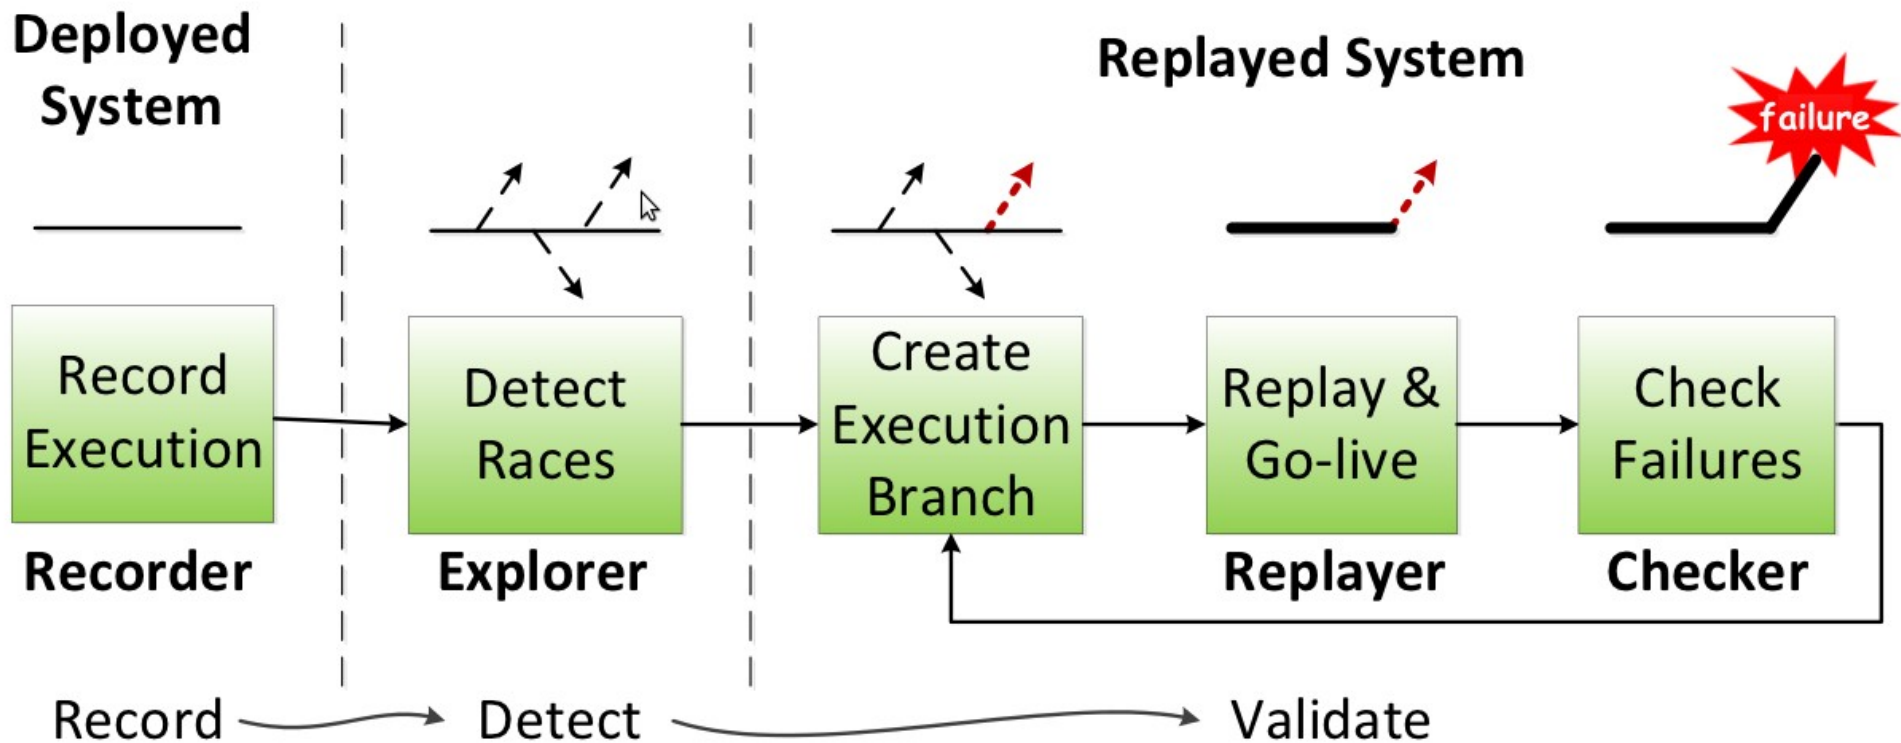 Deployed
System
Replayed System
failure
Record
Execution
Detect
Races
Create
Execution
Branch
Replay &
Go-live
Check
Failures
Recorder
Explorer
Replayer
Checker
Record
Detect
Validate